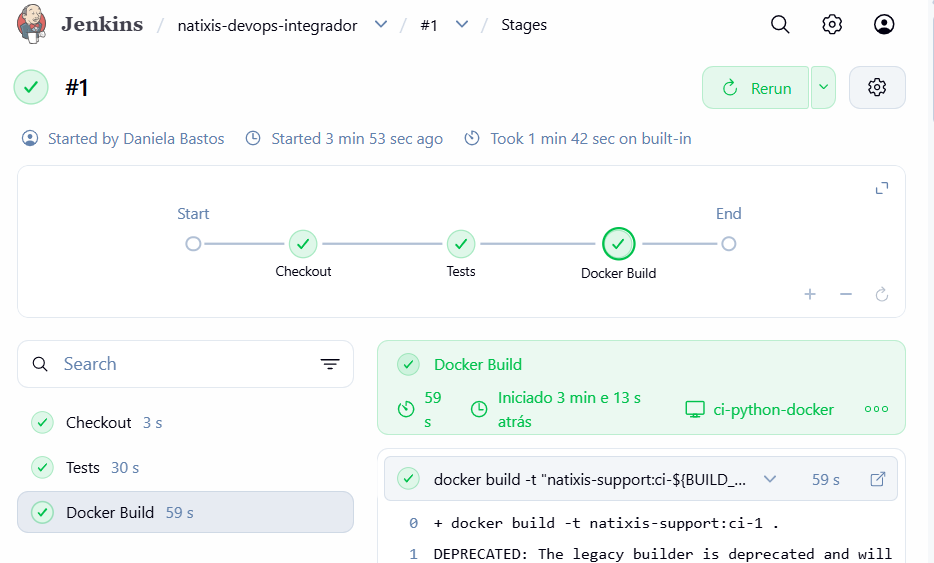 Jenkins / natixis-devops-integrador / #1 / Stages
#1
Rerun
Started by Daniela Bastos Started 3 min 53 sec ago Took 1 min 42 sec on built-in
Start End
Checkout Tests Docker Build
Search
Checkout 3 s
Tests 30 s
Docker Build 59 s
Docker Build
59 s
Iniciado 3 min e 13 s
atrás
ci-python-docker
docker build -t "natixis-support:ci-${BUILD_... 59 s
0 + docker build -t natixis-support:ci-1 .
1 DEPRECATED: The legacy builder is deprecated and will